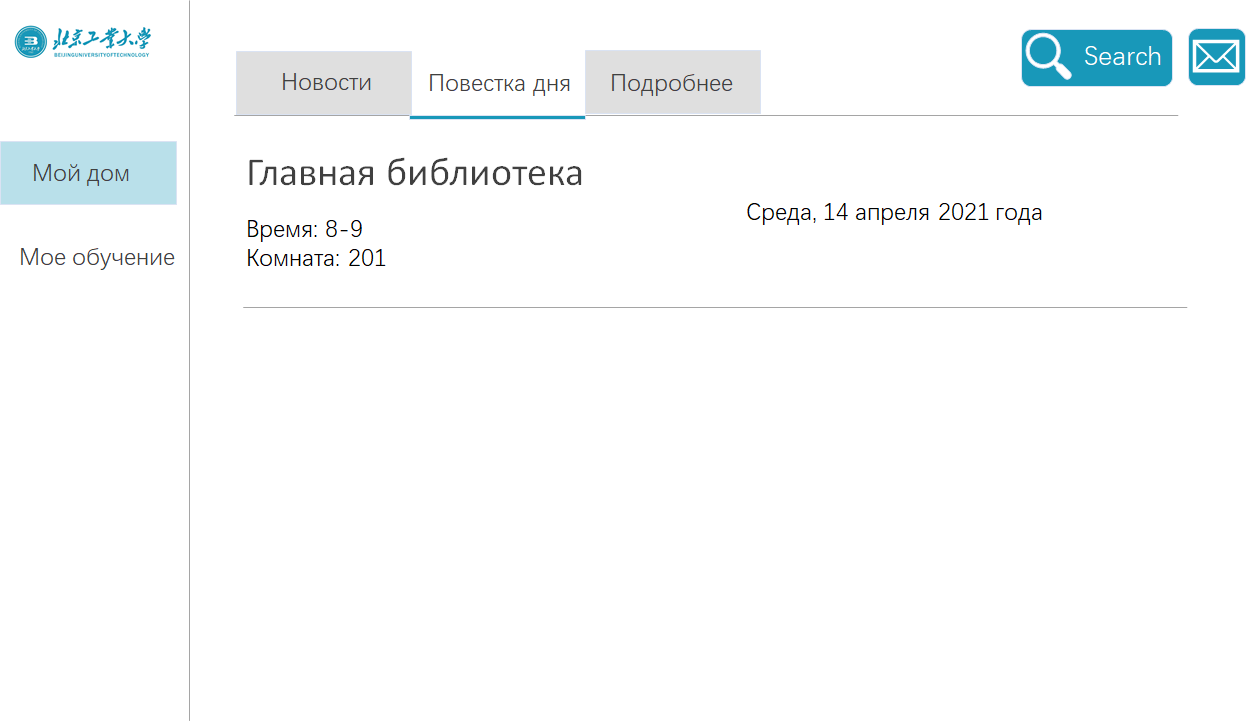 北京工业大学
BEIJINGUNIVERSITYOFTECHNOLOGY
Новости
Повестка дня
Подробнее
Search
Мой дом
Мое обучение
Главная библиотека
Среда, 14 апреля 2021 года
Время: 8-9
Комната: 201